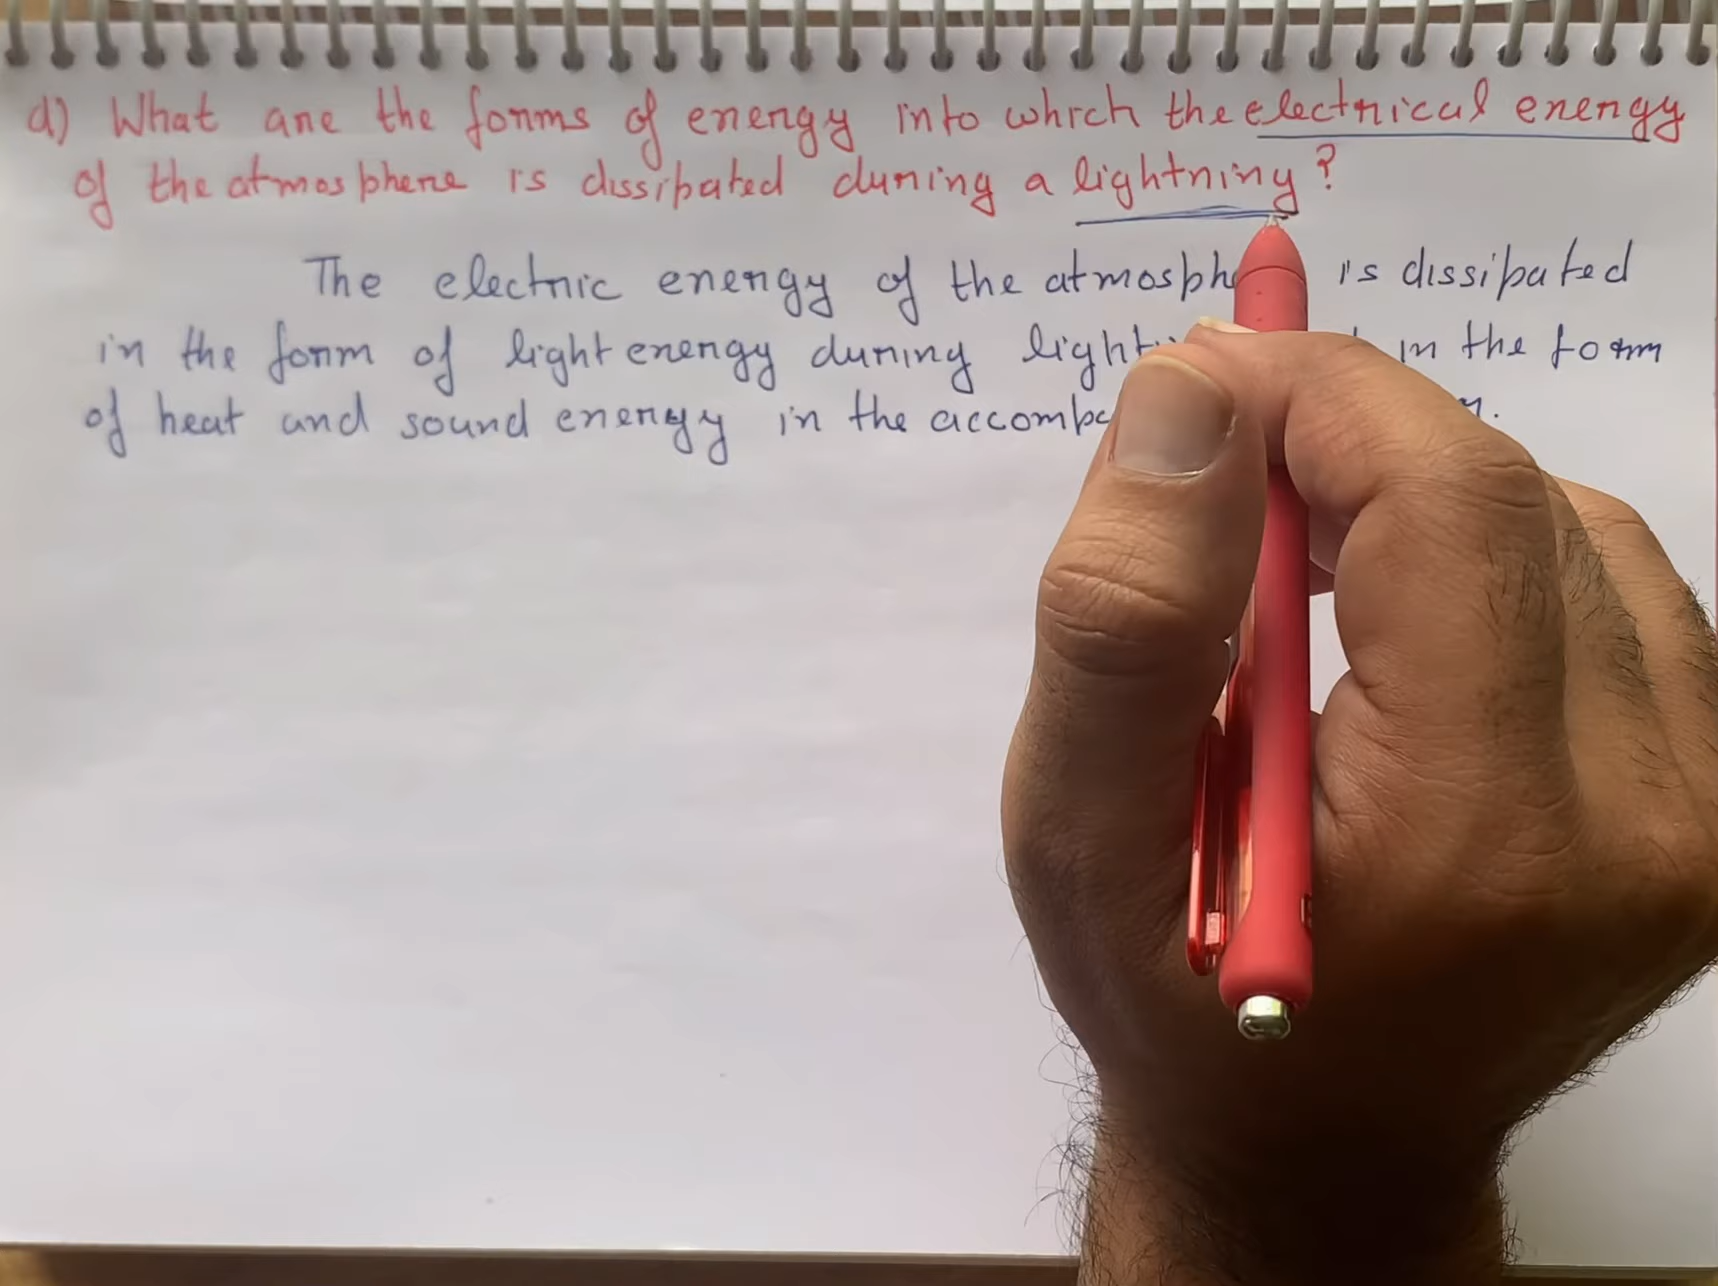 d) What are the forms of energy into which the electrical energy
of the atmosphere is dissipated during a lightning?
The electric energy of the atmosph is dissipated
in the form of light energy during in the form
of heat and sound energy in the